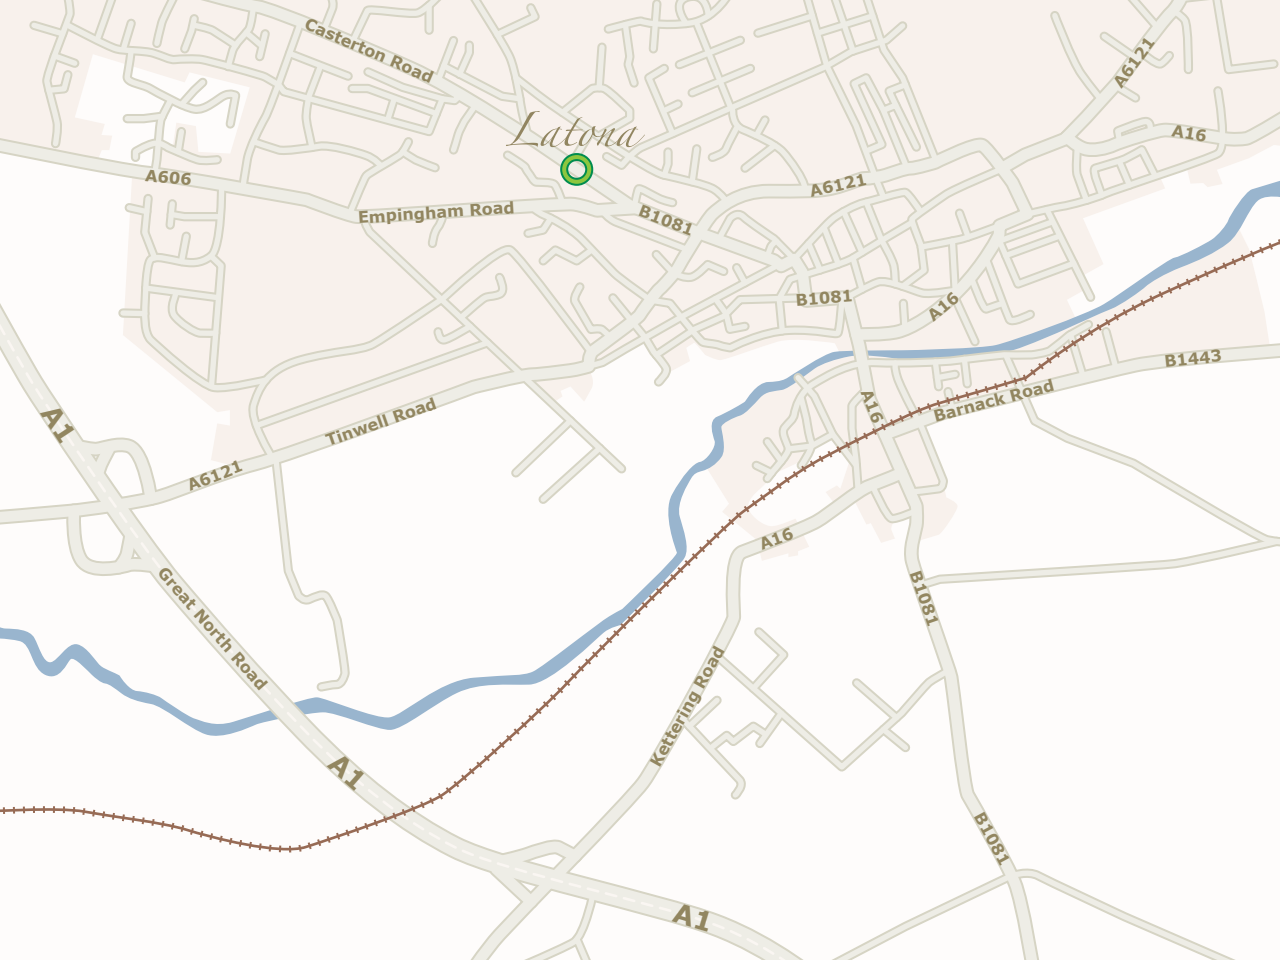 Casterton Road
A6121
Latona
A16
A606
A6121
Empingham Road
B1081
B1081
A16
B1443
A16
Barnack Road
A1
Tinwell Road
A6121
A16
Great North Road
B1081
Kettering Road
A1
B1081
A1